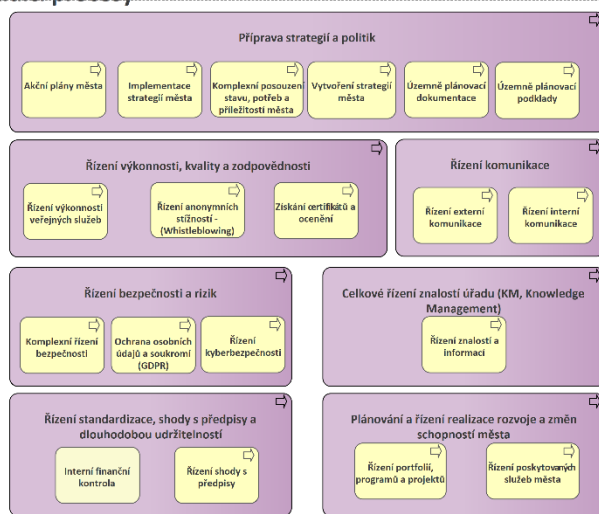 procesy
Příprava strategií a politik
Akční plány města
Implementace
strategií města
Komplexní posouzení
stavu, potřeb a
příležitostí města
Vytvoření strategií
města
Územně plánovací
dokumentace
Územně plánovací
podklady
Řízení výkonnosti, kvality a zodpovědnosti
Řízení výkonnosti
veřejných služeb
Řízení anonymních
stížností -
(Whistleblowing)
Získání certifikátů a
ocenění
Řízení komunikace
Řízení externí
komunikace
Řízení interní
komunikace
Řízení bezpečnosti a rizik
Komplexní řízení
bezpečnosti
Ochrana osobních
údajů a soukromí
(GDPR)
Řízení
kyberbezpečnosti
Celkové řízení znalostí úřadu (KM, Knowledge
Management)
Řízení znalostí a
informací
Řízení standardizace, shody s předpisy a
dlouhodobou udržitelností
Interní finanční
kontrola
Řízení shody s
předpisy
Plánování a řízení realizace rozvoje a změn
schopností města
Řízení portfolií,
programů a projektů
Řízení poskytovaných
služeb města